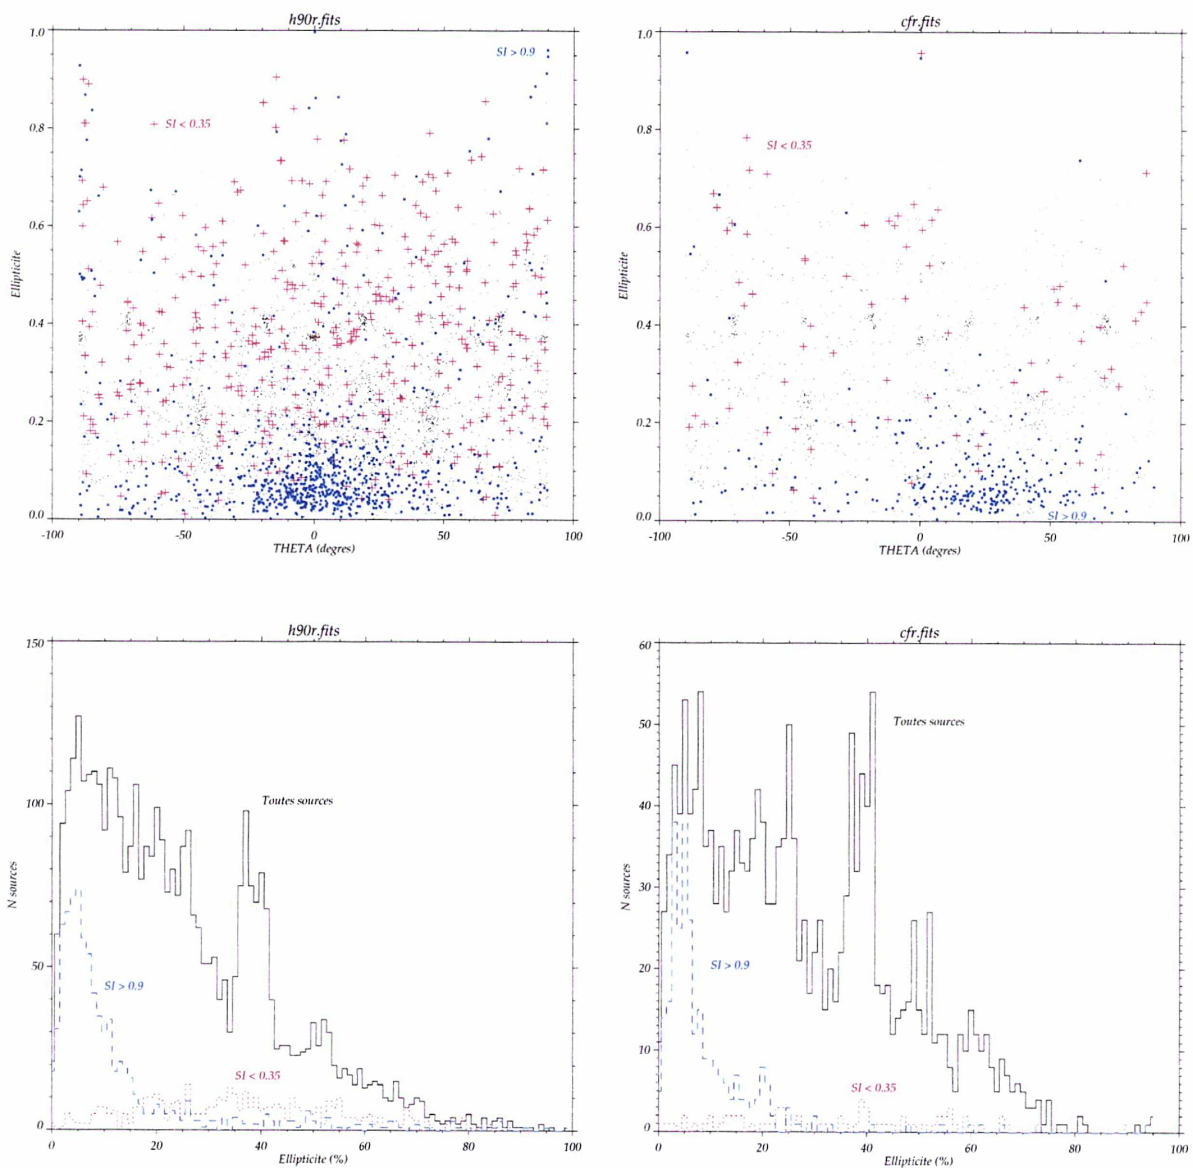 h90r.fits
1.0
SI > 0.9
0.8
SI < 0.35
0.6
Ellipticite
0.4
0.2
0.0
-100 -50 0 50 100
THETA (degres)
cfr.fits
1.0
0.8
SI < 0.35
0.6
Ellipticite
0.4
0.2
0.0
SI > 0.9
-100 -50 0 50 100
THETA (degres)
h90r.fits
150
Toutes sources
100
N sources
50
SI > 0.9
SI < 0.35
0
0 20 40 60 80 100
Ellipticite (%)
cfr.fits
60
Toutes sources
50
40
30
N sources
20
SI > 0.9
10
SI < 0.35
0
0 20 40 60 80 100
Ellipticite (%)